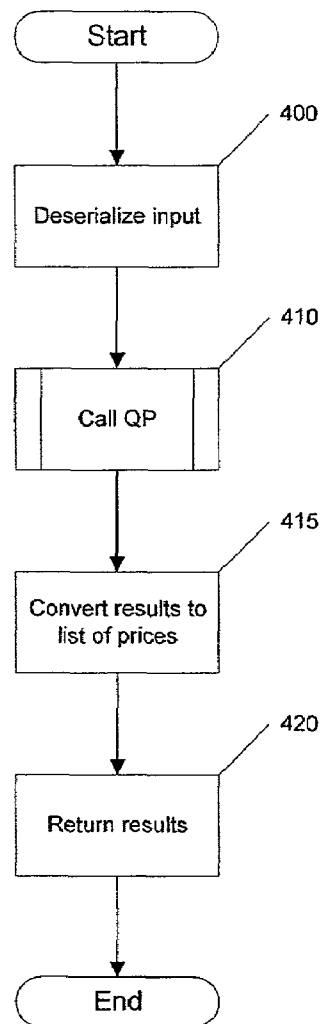 Start
400
Deserialize input
410
Call QP
415
Convert results to
list of prices
420
Return results
End